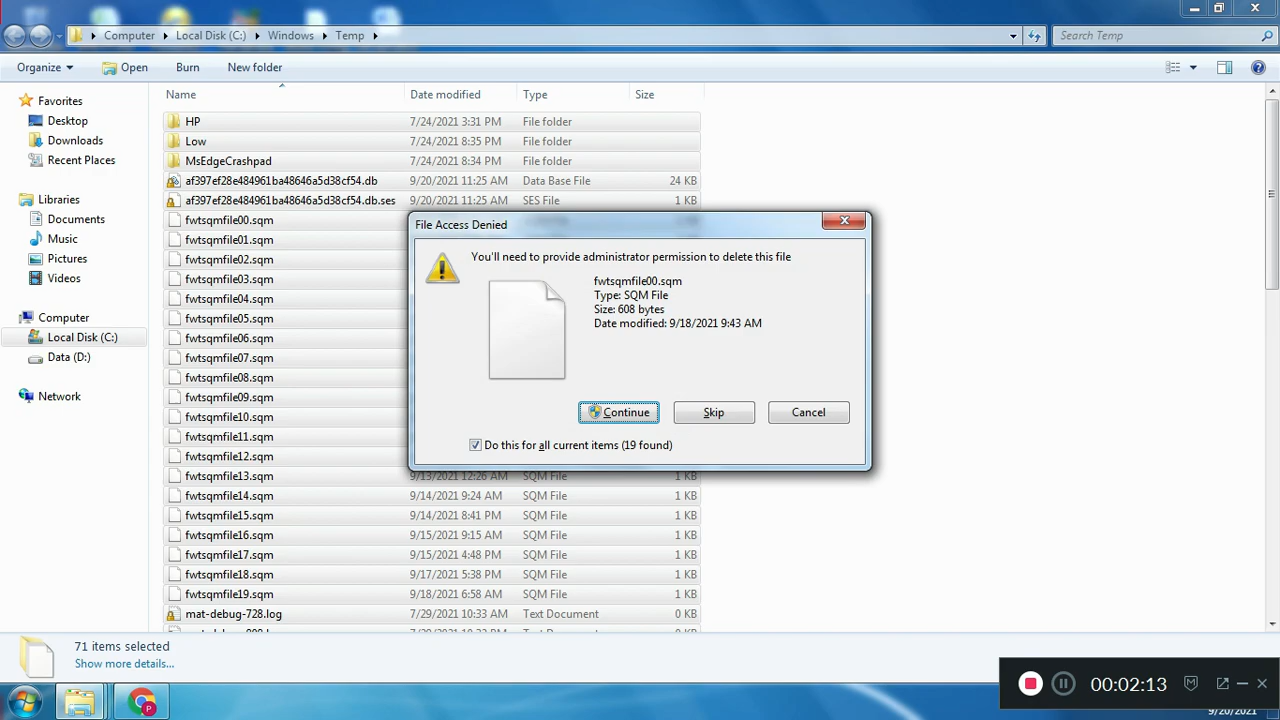 Computer Local Disk (C:) Windows Temp
Search Temp
Organize Open Burn New folder
Name Date modified Type Size
Favorites
Desktop
Downloads
Recent Places
Libraries
Documents
Music
Pictures
Videos
Computer
Local Disk (C:)
Data (D:)
Network
HP 7/24/2021 3:31 PM File folder
Low 7/24/2021 8:35 PM File folder
MsEdgeCrashpad 7/24/2021 8:34 PM File folder
af397ef28e484961ba48646a5d38cf54.db 9/20/2021 11:25 AM Data Base File 24 KB
af397ef28e484961ba48646a5d38cf54.db.ses 9/20/2021 11:25 AM SES File 1 KB
fwtsqmfile00.sqm
fwtsqmfile01.sqm
fwtsqmfile02.sqm
fwtsqmfile03.sqm
fwtsqmfile04.sqm
fwtsqmfile05.sqm
fwtsqmfile06.sqm
fwtsqmfile07.sqm
fwtsqmfile08.sqm
fwtsqmfile09.sqm
fwtsqmfile10.sqm
fwtsqmfile11.sqm
fwtsqmfile12.sqm
fwtsqmfile13.sqm 9/13/2021 12:26 AM SQM File 1 KB
fwtsqmfile14.sqm 9/14/2021 9:24 AM SQM File 1 KB
fwtsqmfile15.sqm 9/14/2021 8:41 PM SQM File 1 KB
fwtsqmfile16.sqm 9/15/2021 9:15 AM SQM File 1 KB
fwtsqmfile17.sqm 9/15/2021 4:48 PM SQM File 1 KB
fwtsqmfile18.sqm 9/17/2021 5:38 PM SQM File 1 KB
fwtsqmfile19.sqm 9/18/2021 6:58 AM SQM File 1 KB
mat-debug-728.log 7/29/2021 10:33 AM Text Document 0 KB
File Access Denied
You'll need to provide administrator permission to delete this file
fwtsqmfile00.sqm
Type: SQM File
Size: 608 bytes
Date modified: 9/18/2021 9:43 AM
Continue Skip Cancel
Do this for all current items (19 found)
71 items selected
Show more details...
00:02:13
9/20/2021